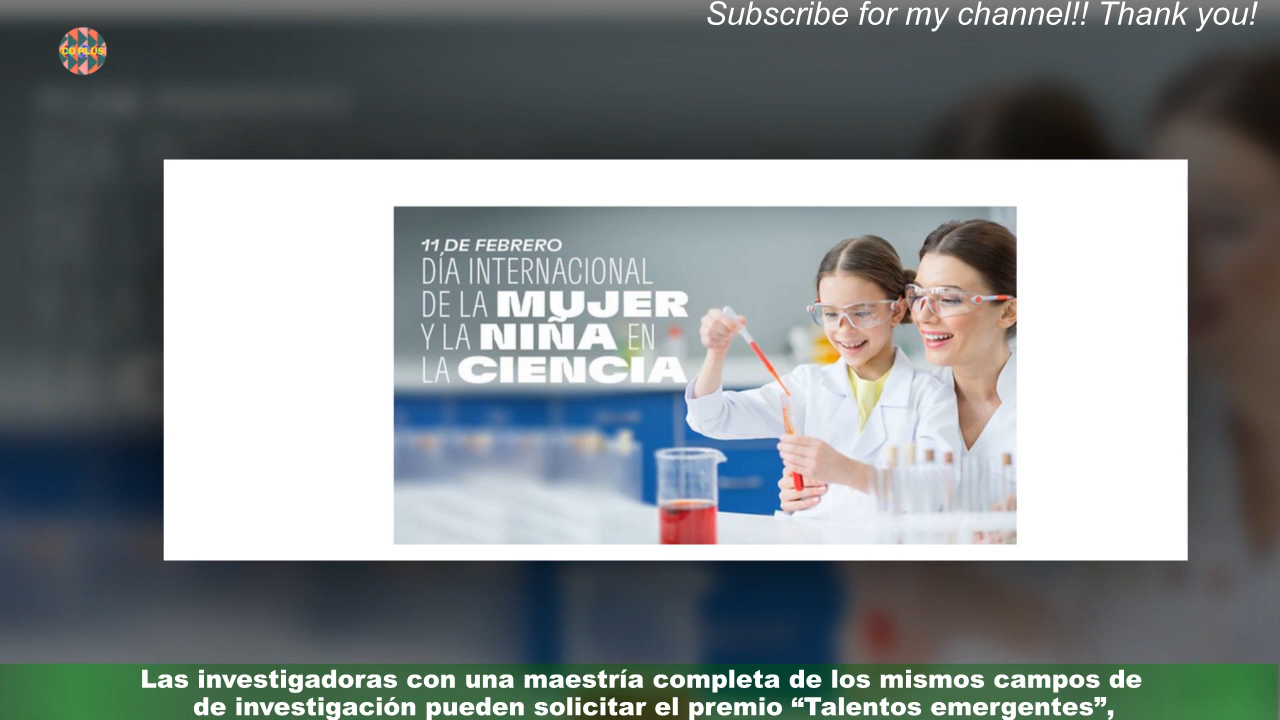 Subscribe for my channel!! Thank you!
CO PLUS
11 DE FEBRERO
DÍA INTERNACIONAL
DE LA MUJER
Y LA NIÑA EN
LA CIENCIA
Las investigadoras con una maestría completa de los mismos campos de
de investigación pueden solicitar el premio “Talentos emergentes”,